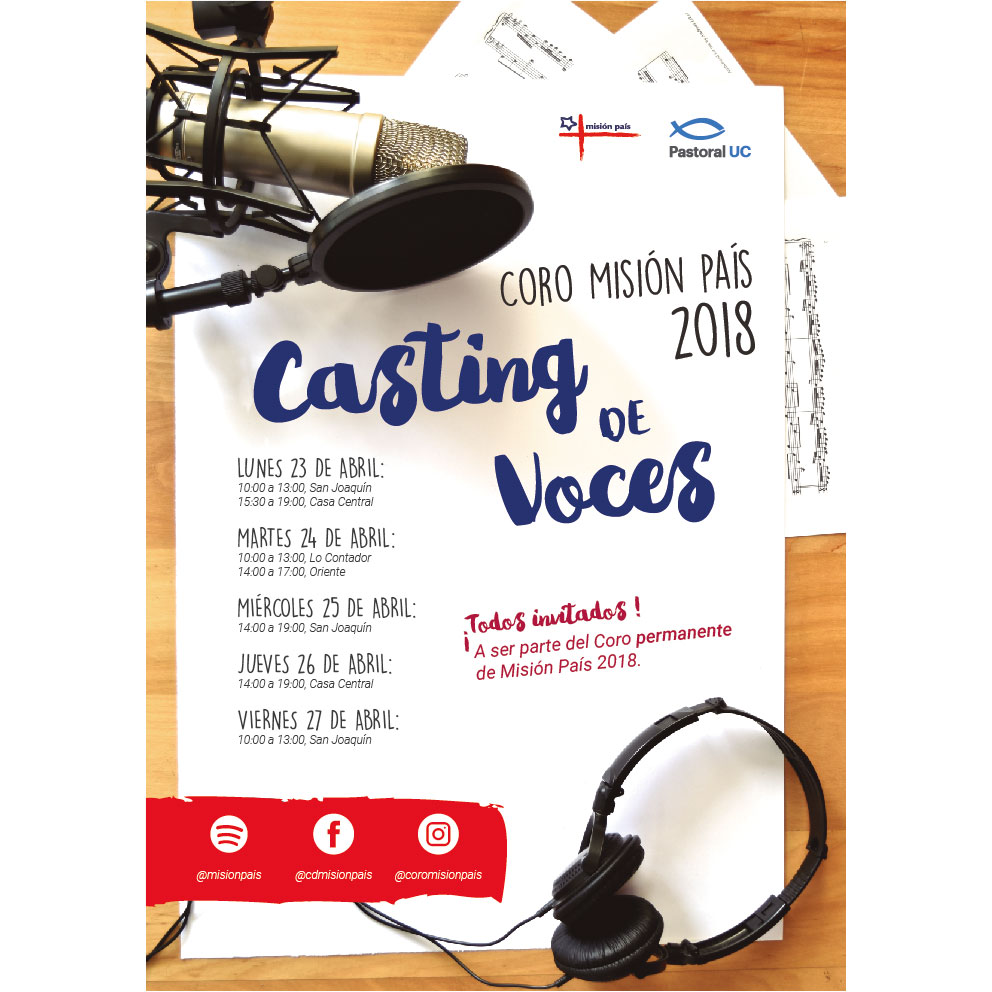 misión país
Pastoral UC
CORO MISIÓN PAÍS
2018
Casting
DE
Voces
LUNES 23 DE ABRIL:
10:00 a 13:00, San Joaquín
15:30 a 19:00, Casa Central
MARTES 24 DE ABRIL:
10:00 a 13:00, Lo Contador
14:00 a 17:00, Oriente
MIÉRCOLES 25 DE ABRIL:
14:00 a 19:00, San Joaquín
JUEVES 26 DE ABRIL:
14:00 a 19:00, Casa Central
VIERNES 27 DE ABRIL:
10:00 a 13:00, San Joaquín
¡Todos invitados!
A ser parte del Coro permanente
de Misión País 2018.
@misionpais
@cdmisionpais
@coromisionpais